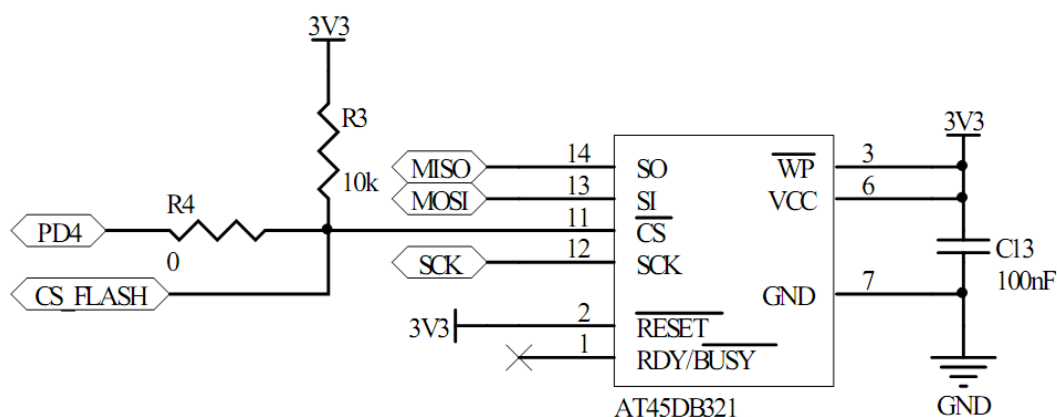 3V3
R3
10k
R4
0
PD4
CS_FLASH
MISO
MOSI
SCK
3V3
14
13
11
12
2
1
SO
SI
CS
SCK
RESET
RDY/BUSY
WP
VCC
GND
3
6
7
AT45DB321
3V3
C13
100nF
GND